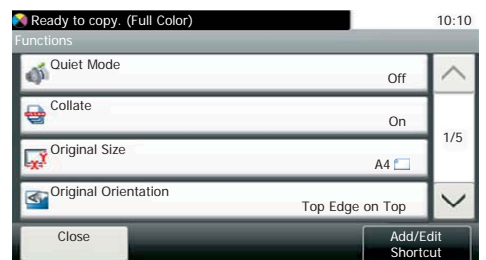 Ready to copy. (Full Color)
10:10
Functions
Quiet Mode
Off
Collate
On
1/5
Original Size
A4
Original Orientation
Top Edge on Top
Close
Add/Edit
Shortcut